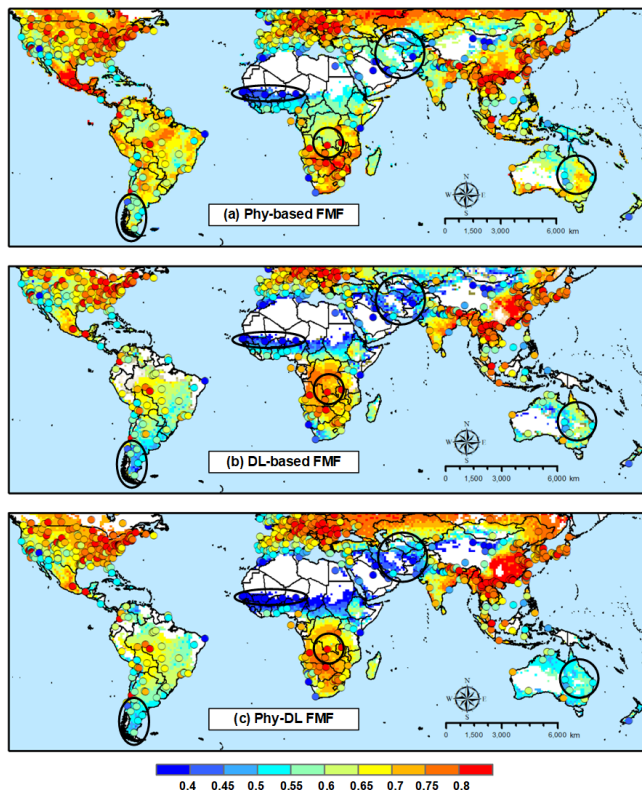 N
W E
S
0 1,500 3,000 6,000 km
(a) Phy-based FMF
N
W E
S
0 1,500 3,000 6,000 km
(b) DL-based FMF
N
W E
S
0 1,500 3,000 6,000 km
(c) Phy-DL FMF
0.4 0.45 0.5 0.55 0.6 0.65 0.7 0.75 0.8